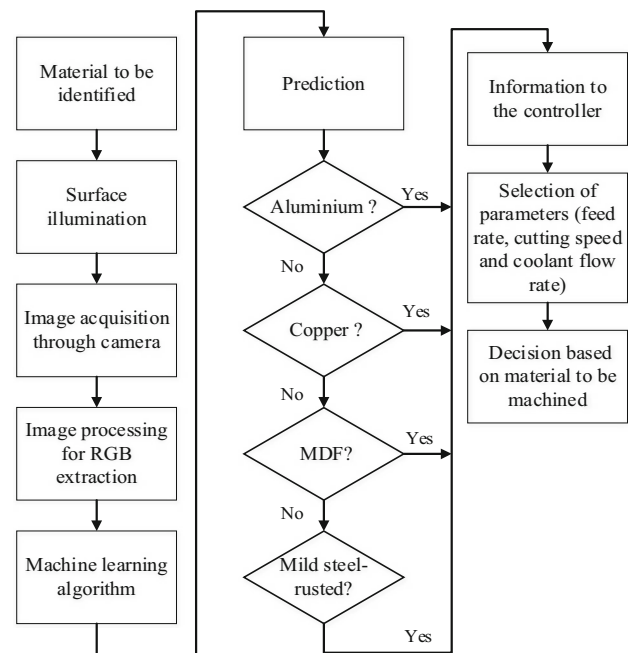 Material to be
identified
Surface
illumination
Image acquisition
through camera
Image processing
for RGB
extraction
Machine learning
algorithm
Prediction
Aluminium ?
Yes
No
Copper ?
Yes
No
MDF?
Yes
No
Mild steel-
rusted?
Yes
Information to
the controller
Selection of
parameters (feed
rate, cutting speed
and coolant flow
rate)
Decision based
on material to be
machined